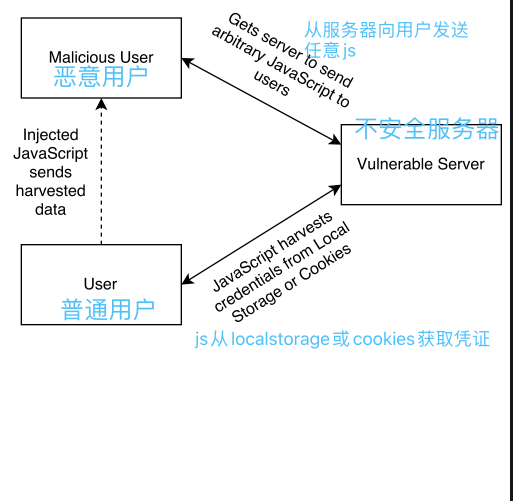 Malicious User
恶意用户
Gets server to send
arbitrary JavaScript to
users
从服务器向用户发送
任意js
不安全服务器
Vulnerable Server
Injected
JavaScript
sends
harvested
data
User
普通用户
JavaScript harvests
credentials from Local
Storage or Cookies
js从localstorage或cookies获取凭证